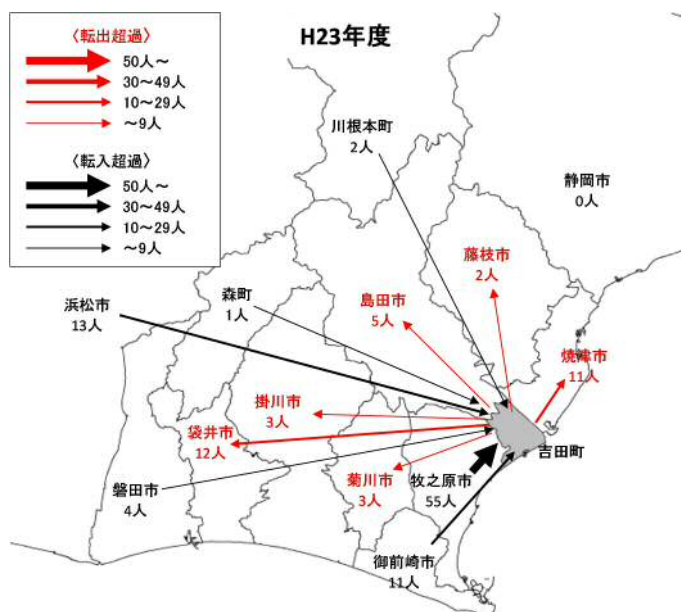 H23年度
〈転出超過〉
50人～
30～49人
10～29人
～9人
〈転入超過〉
50人～
30～49人
10～29人
～9人
川根本町
2人
静岡市
0人
藤枝市
2人
島田市
5人
森町
1人
浜松市
13人
焼津市
11人
掛川市
3人
袋井市
12人
吉田町
磐田市
4人
菊川市
3人
牧之原市
55人
御前崎市
11人